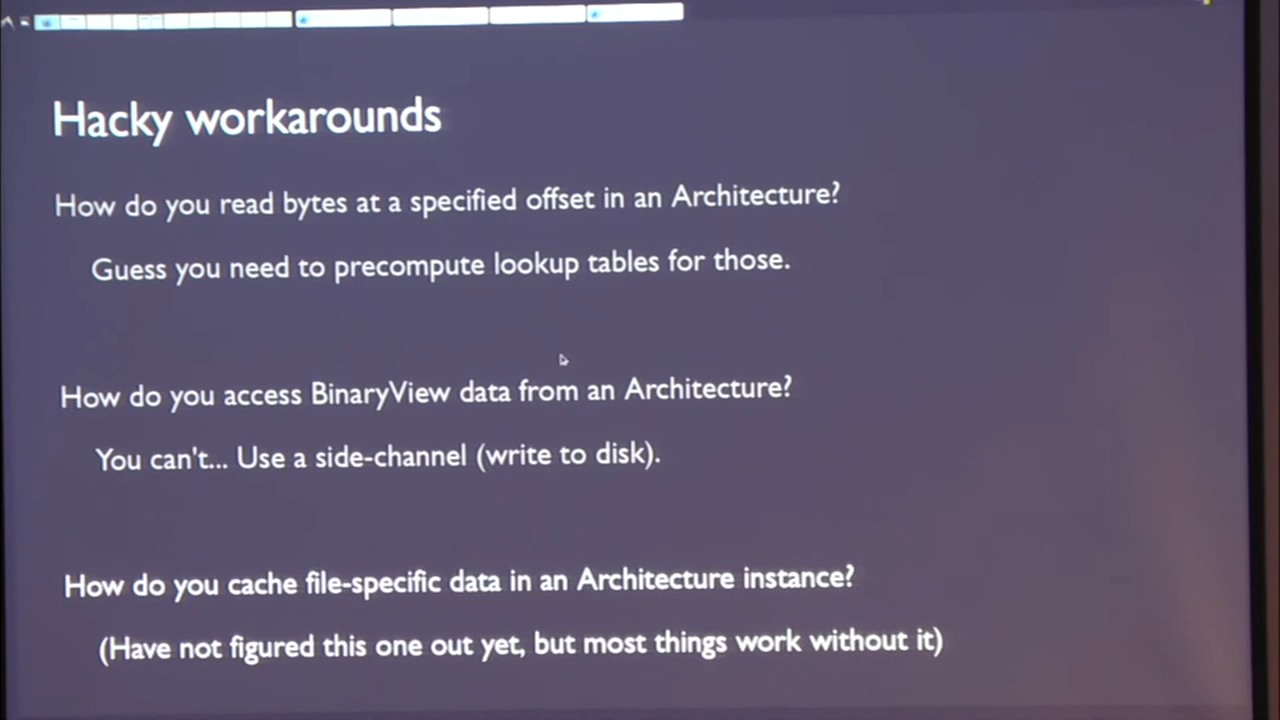 Hacky workarounds
How do you read bytes at a specified offset in an Architecture?
Guess you need to precompute lookup tables for those.
How do you access BinaryView data from an Architecture?
You can't... Use a side-channel (write to disk).
How do you cache file-specific data in an Architecture instance?
(Have not figured this one out yet, but most things work without it)